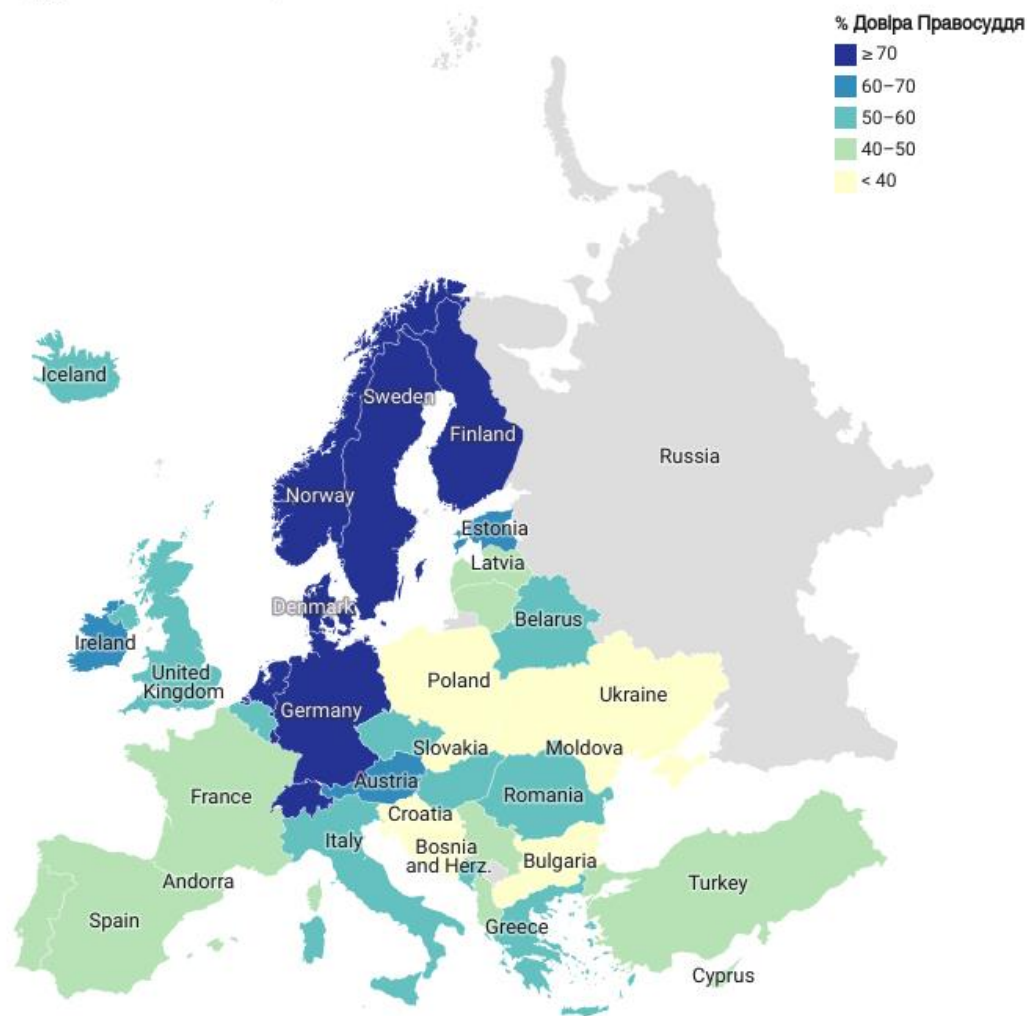 % Довіра Правосуддя
≥ 70
60–70
50–60
40–50
< 40
Iceland
Sweden
Finland
Norway
Russia
Estonia
Latvia
Denmark
Belarus
Ireland
United
Kingdom
Poland
Ukraine
Germany
Slovakia
Moldova
Austria
France
Romania
Croatia
Italy
Bosnia
and Herz.
Bulgaria
Andorra
Turkey
Spain
Greece
Cyprus